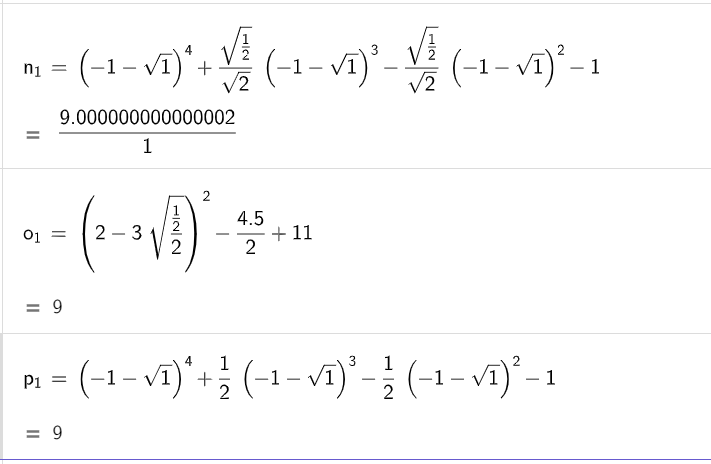 n₁ = (−1 − √1)⁴ + √(1/2)/√2 (−1 − √1)³ − √(1/2)/√2 (−1 − √1)² − 1
= 9.000000000000002/1
o₁ = (2 − 3 √((1/2)/2))² − 4.5/2 + 11
= 9
p₁ = (−1 − √1)⁴ + 1/2 (−1 − √1)³ − 1/2 (−1 − √1)² − 1
= 9